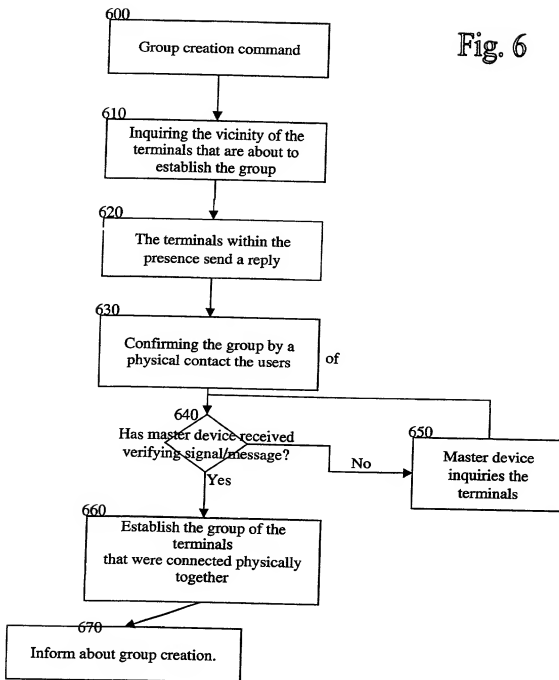 600
Fig. 6
Group creation command
610
Inquiring the vicinity of the
terminals that are about to
establish the group
620
The terminals within the
presence send a reply
630
Confirming the group by a
physical contact the users
of
640
Has master device received
verifying signal/message?
No
650
Master device
inquiries the
terminals
Yes
660
Establish the group of the
terminals
that were connected physically
together
670
Inform about group creation.